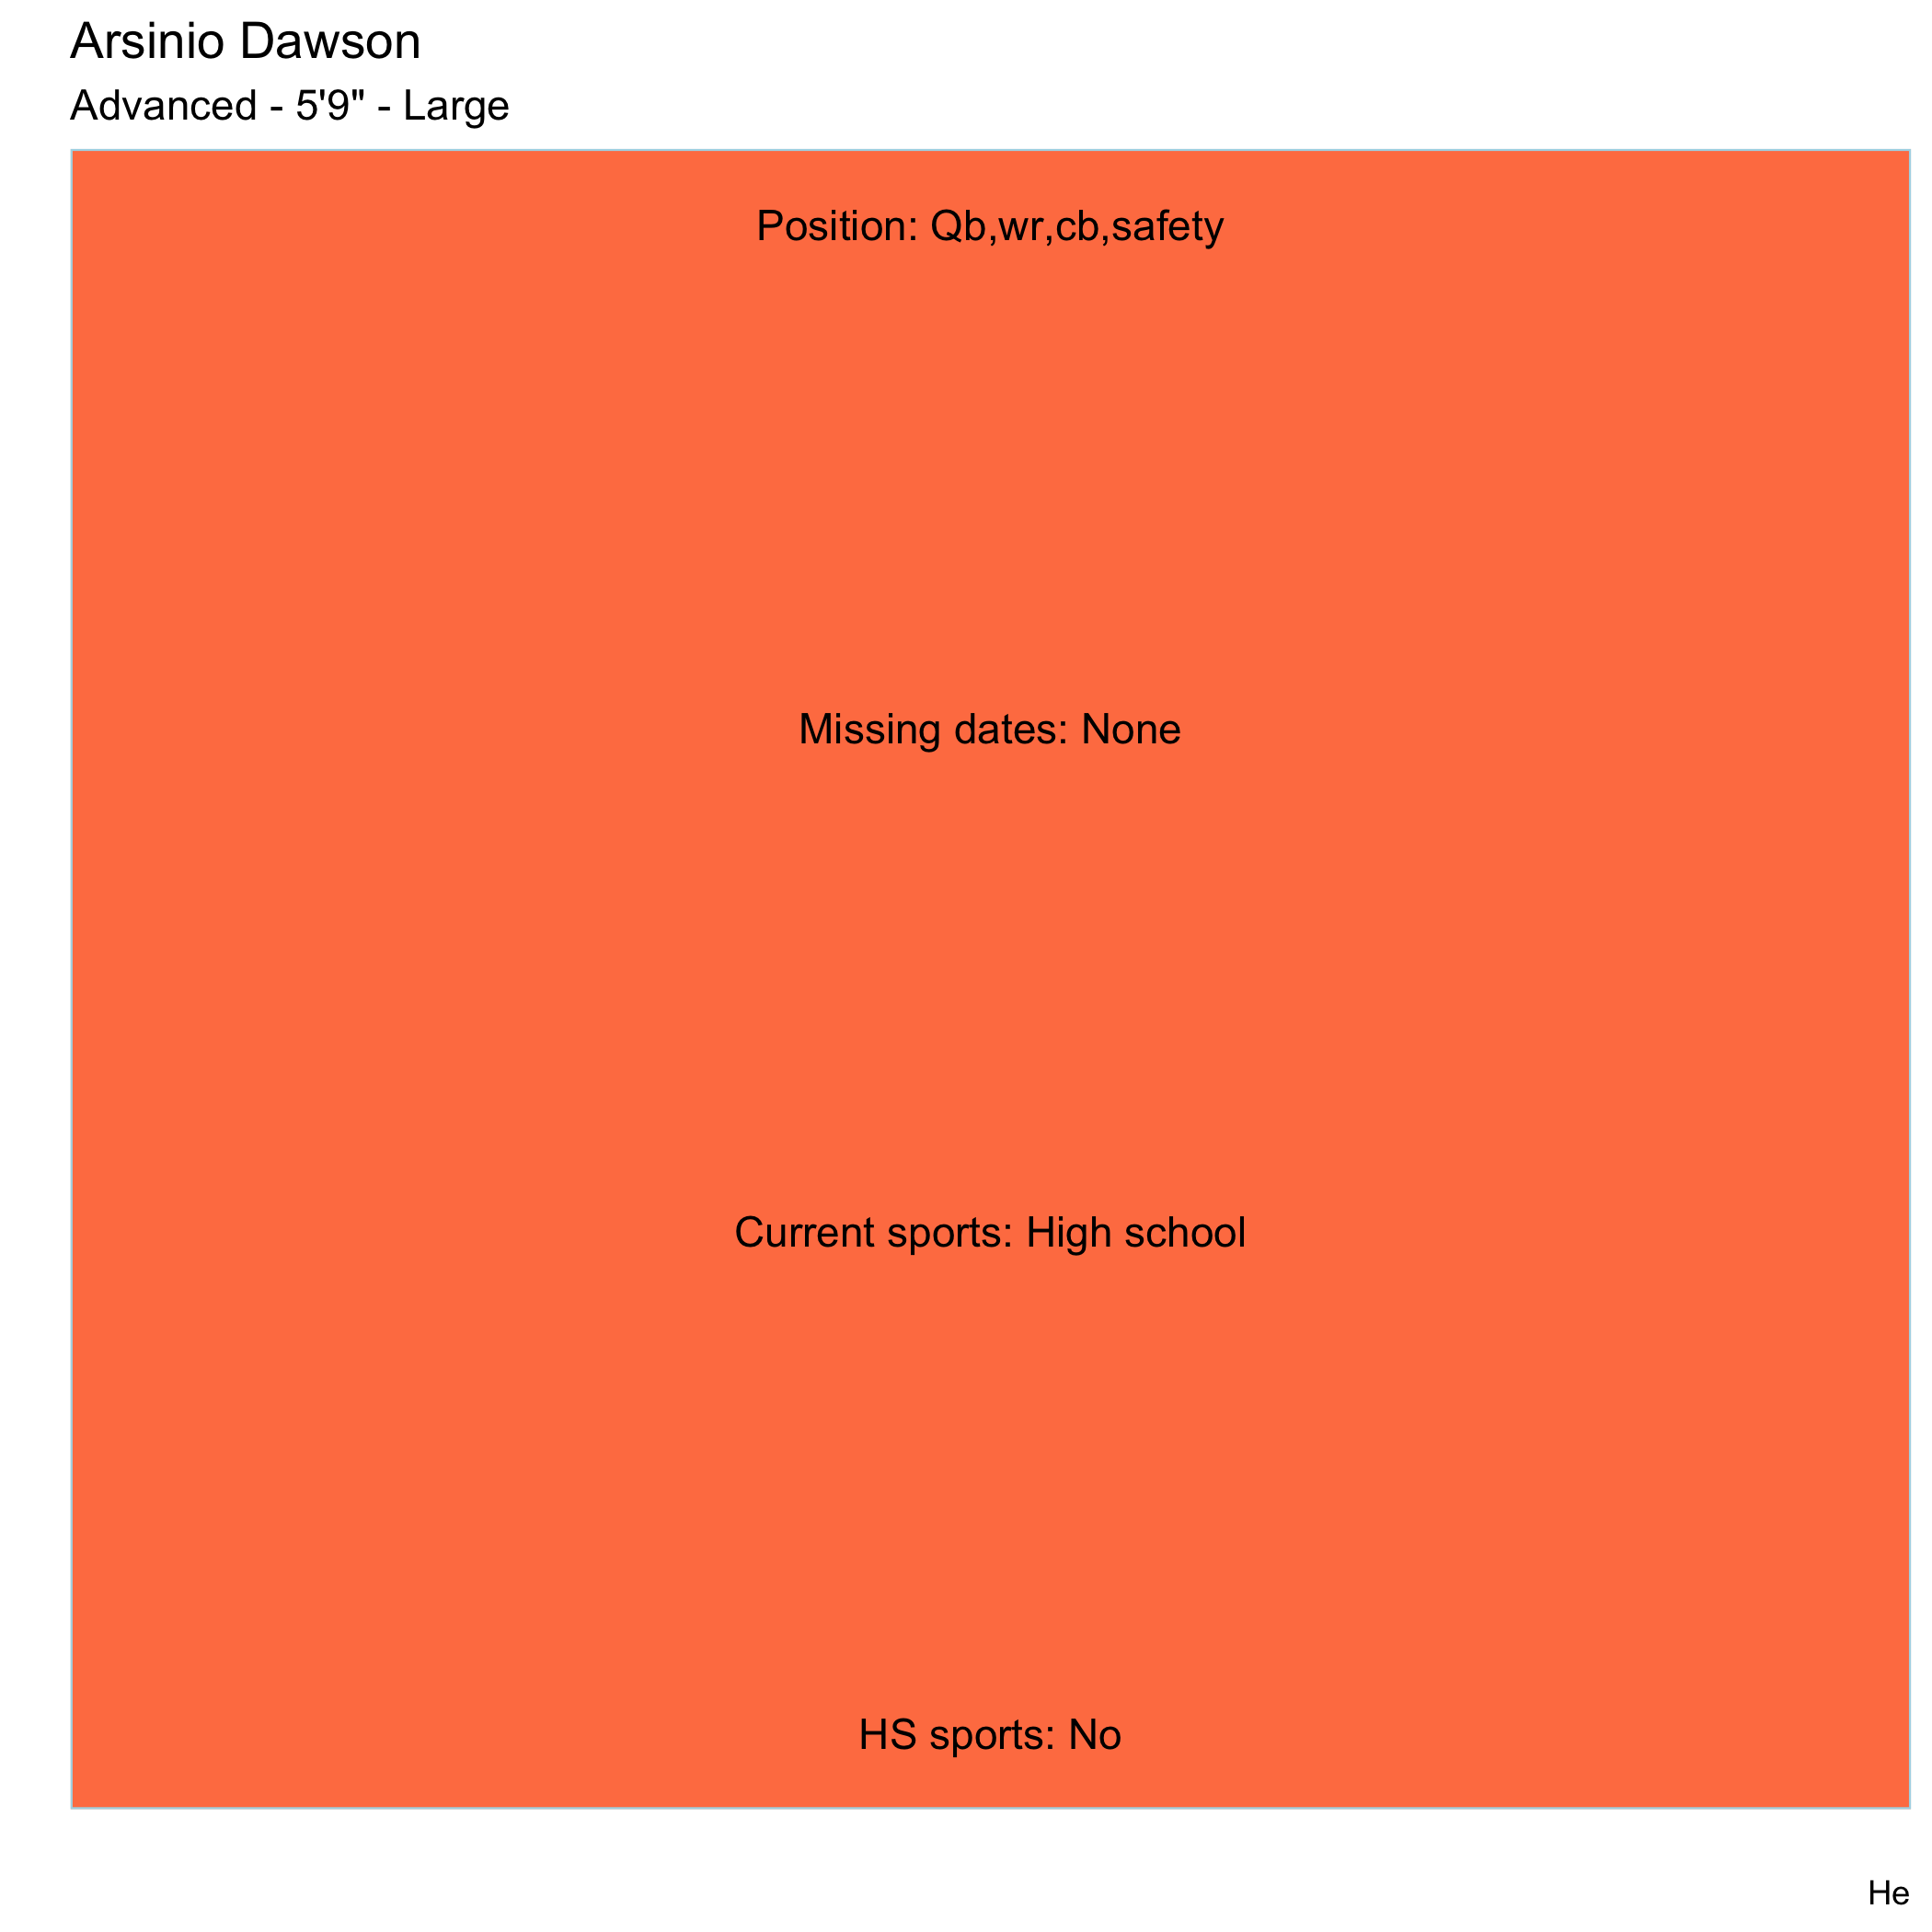 Arsinio Dawson
Advanced - 5'9" - Large
Position: Qb,wr,cb,safety
Missing dates: None
Current sports: High school
HS sports: No
He